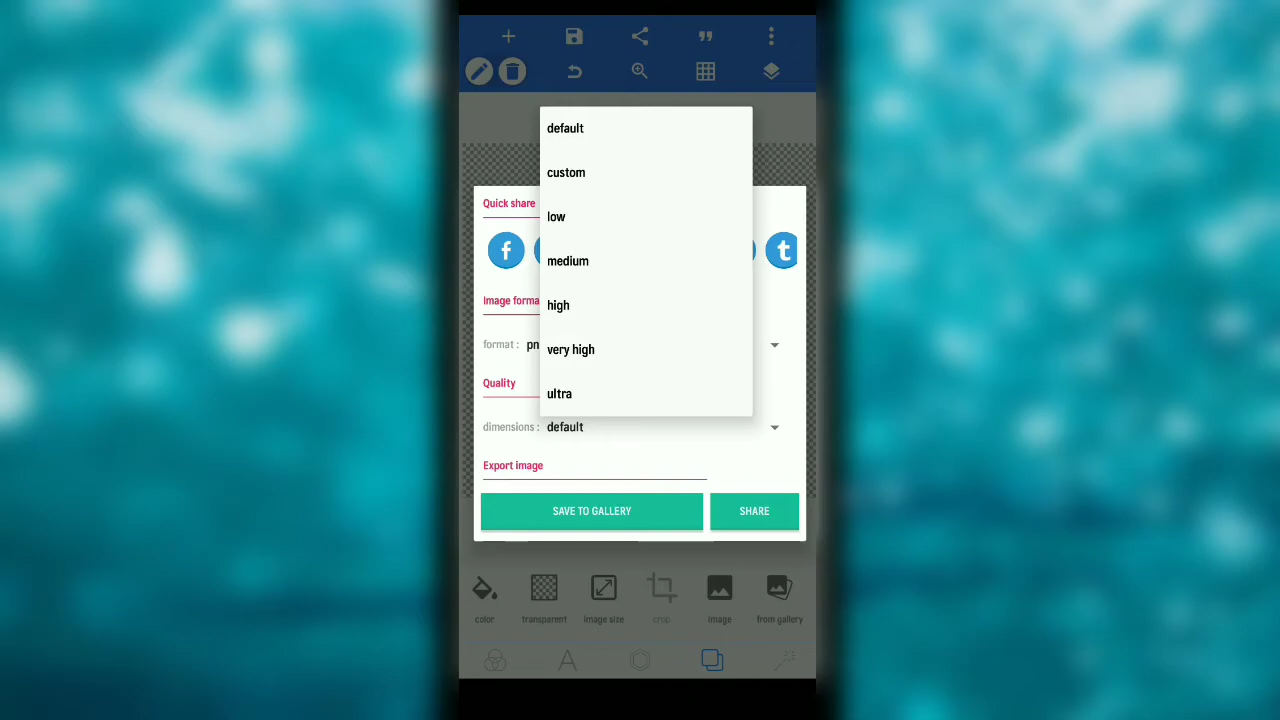 default
custom
low
medium
high
very high
ultra
Quick share
f
t
Image forma
format : pn
Quality
dimensions : default
Export image
SAVE TO GALLERY
SHARE
color
transparent
image size
crop
image
from gallery
A